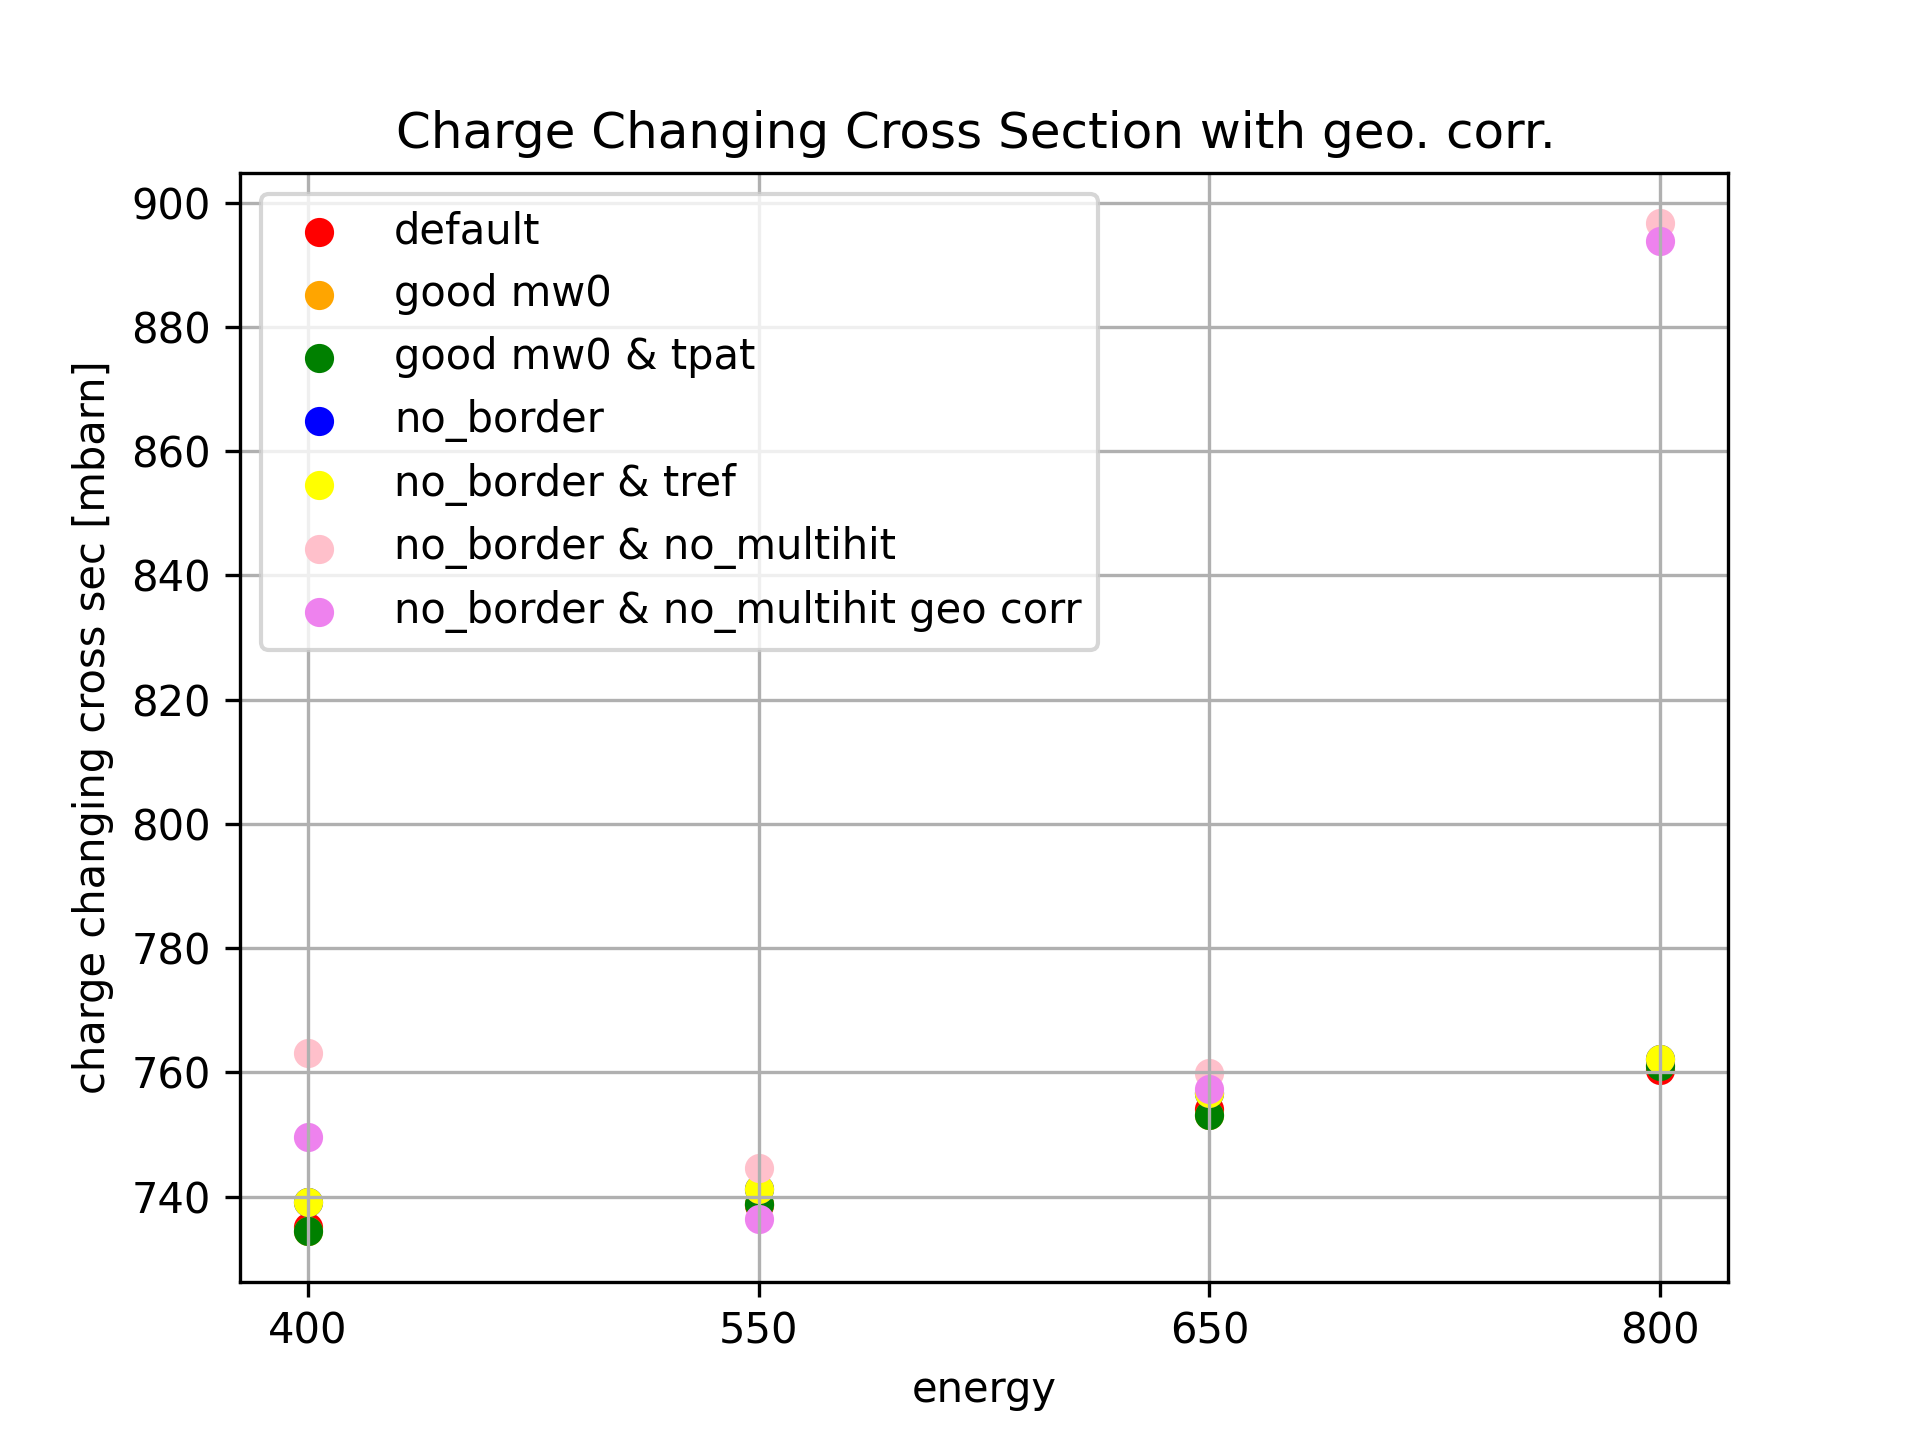 Charge Changing Cross Section with geo. corr.
charge changing cross sec [mbarn]
900
880
860
840
820
800
780
760
740
default
good mw0
good mw0 & tpat
no_border
no_border & tref
no_border & no_multihit
no_border & no_multihit geo corr
400 550 650 800
energy